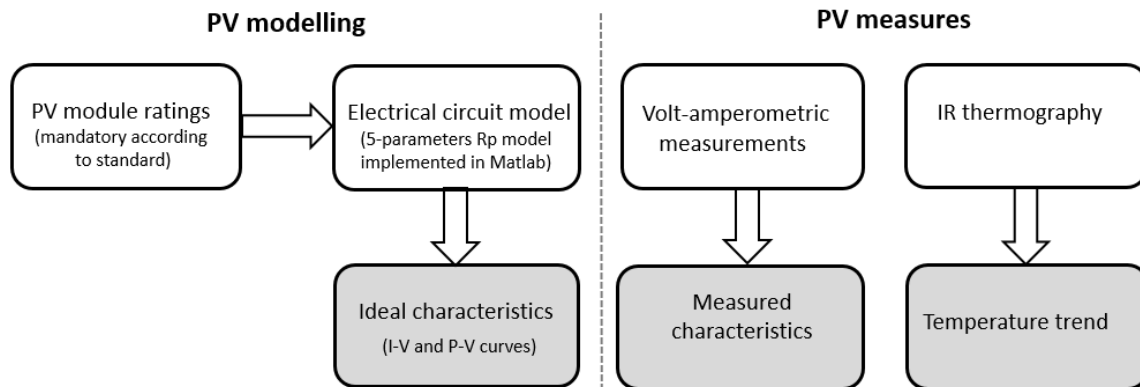 PV modelling
PV module ratings
(mandatory according
to standard)
Electrical circuit model
(5-parameters Rp model
implemented in Matlab)
Ideal characteristics
(I-V and P-V curves)
PV measures
Volt-amperometric
measurements
IR thermography
Measured
characteristics
Temperature trend